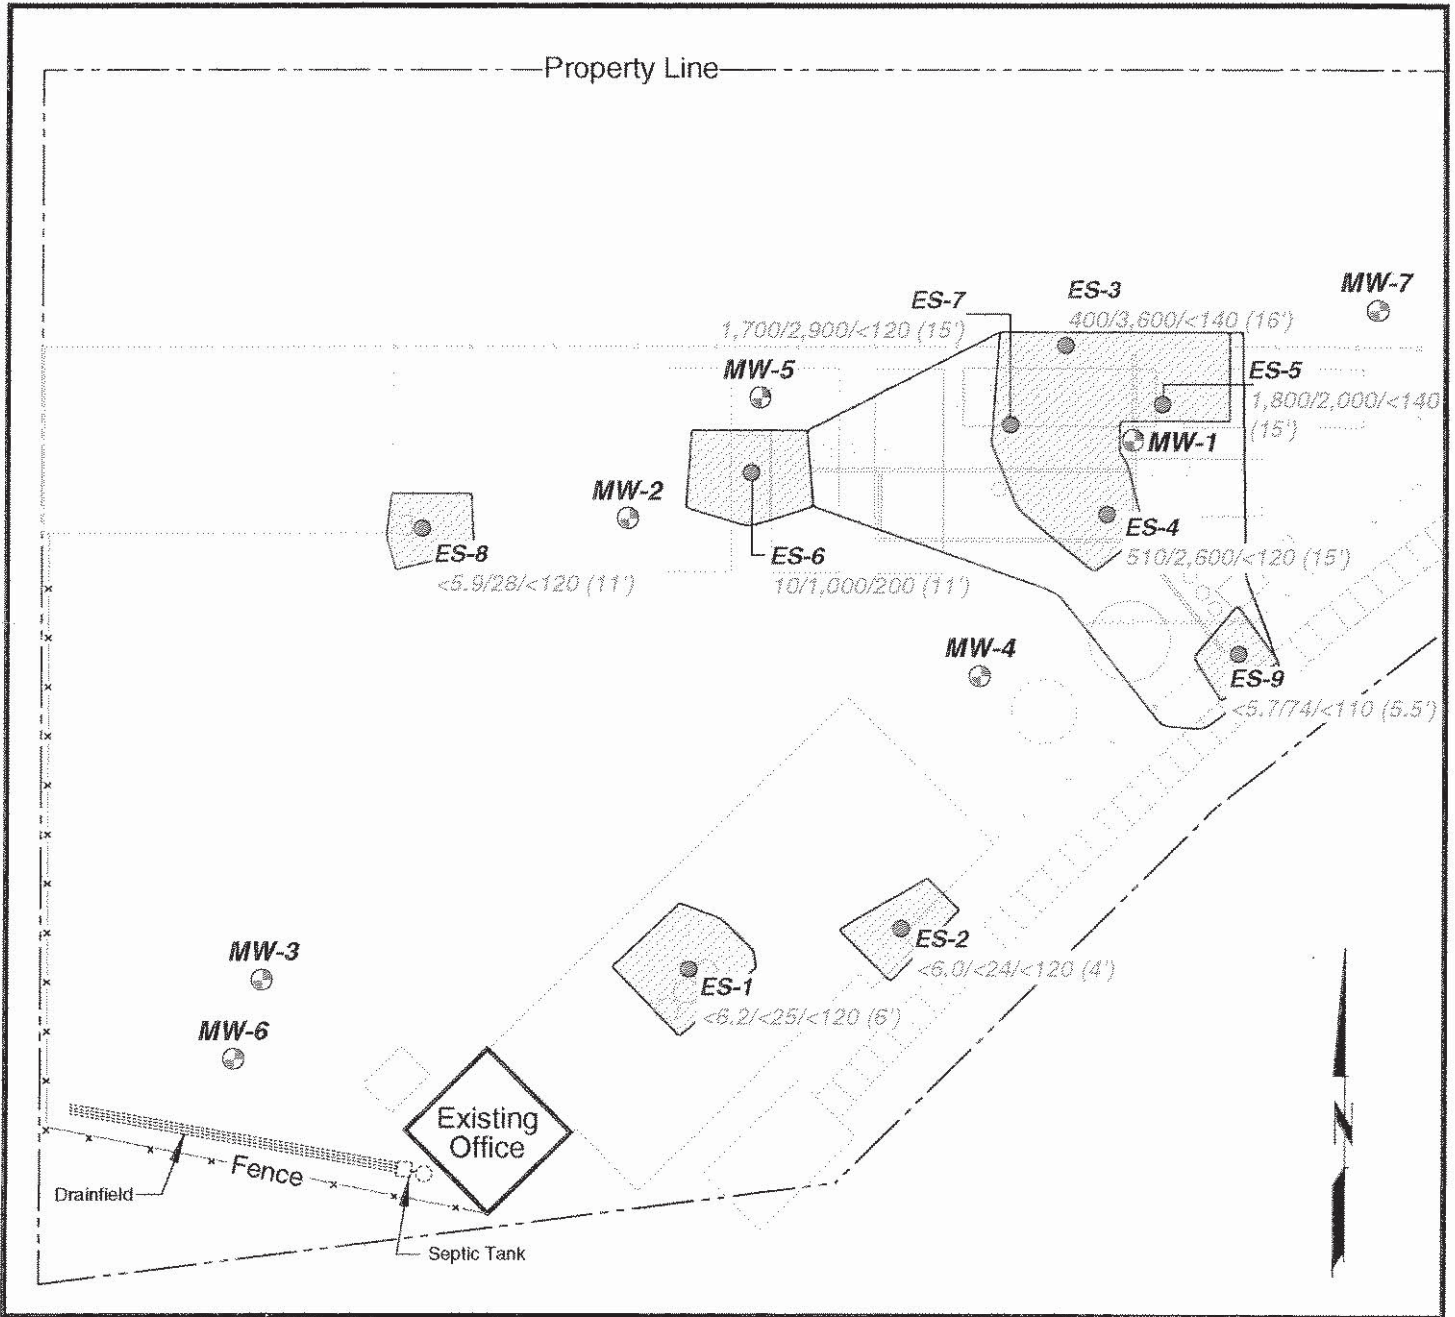 Property Line
MW-7
ES-3
400/3,600/<140 (16')
ES-7
1,700/2,900/<120 (15')
MW-5
ES-5
1,800/2,000/<140
(15')
MW-1
MW-2
ES-4
510/2,600/<120 (15')
ES-8
<5.9/28/<120 (11')
ES-6
10/1,000/200 (11')
MW-4
ES-9
<5.7/74/<110 (5.5')
MW-3
ES-2
<6.0/<24/<120 (4')
ES-1
<6.2/<25/<120 (6')
MW-6
Existing
Office
Fence
Drainfield
Septic Tank
N